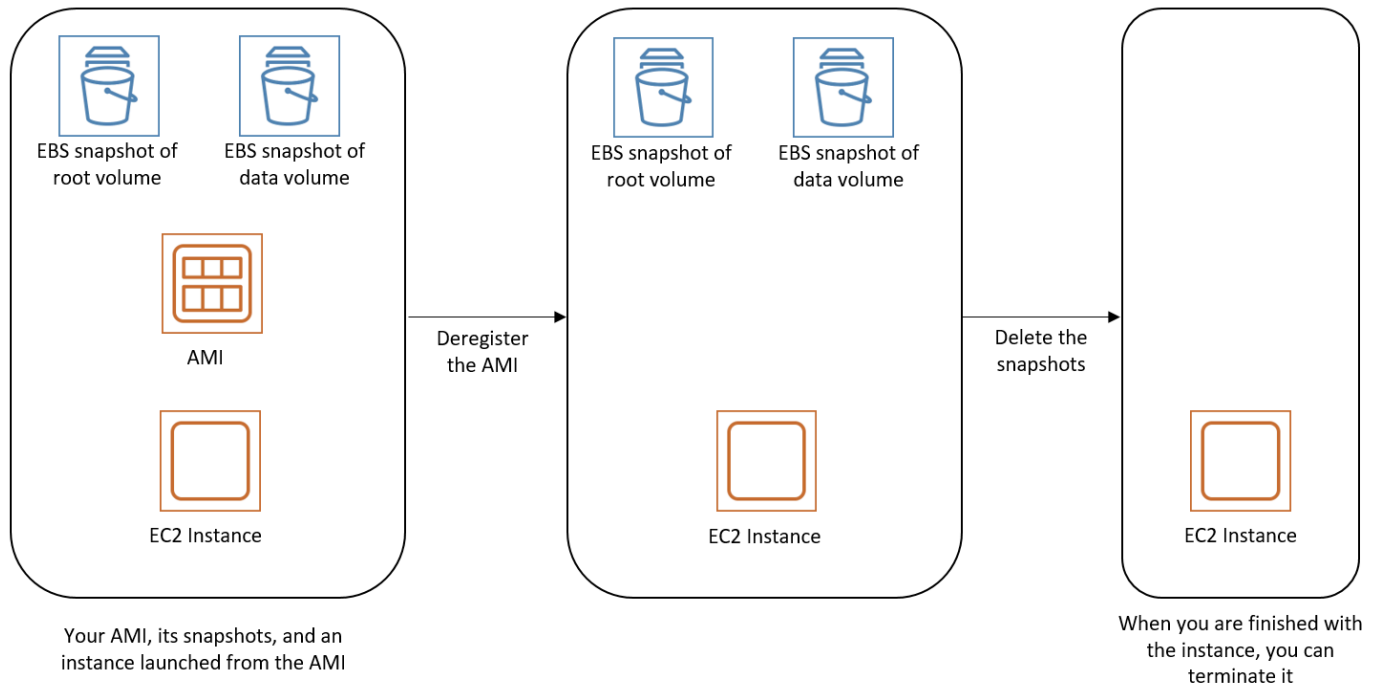 EBS snapshot of
root volume
EBS snapshot of
data volume
AMI
EC2 Instance
Your AMI, its snapshots, and an
instance launched from the AMI
Deregister
the AMI
EBS snapshot of
root volume
EBS snapshot of
data volume
EC2 Instance
Delete the
snapshots
EC2 Instance
When you are finished with
the instance, you can
terminate it